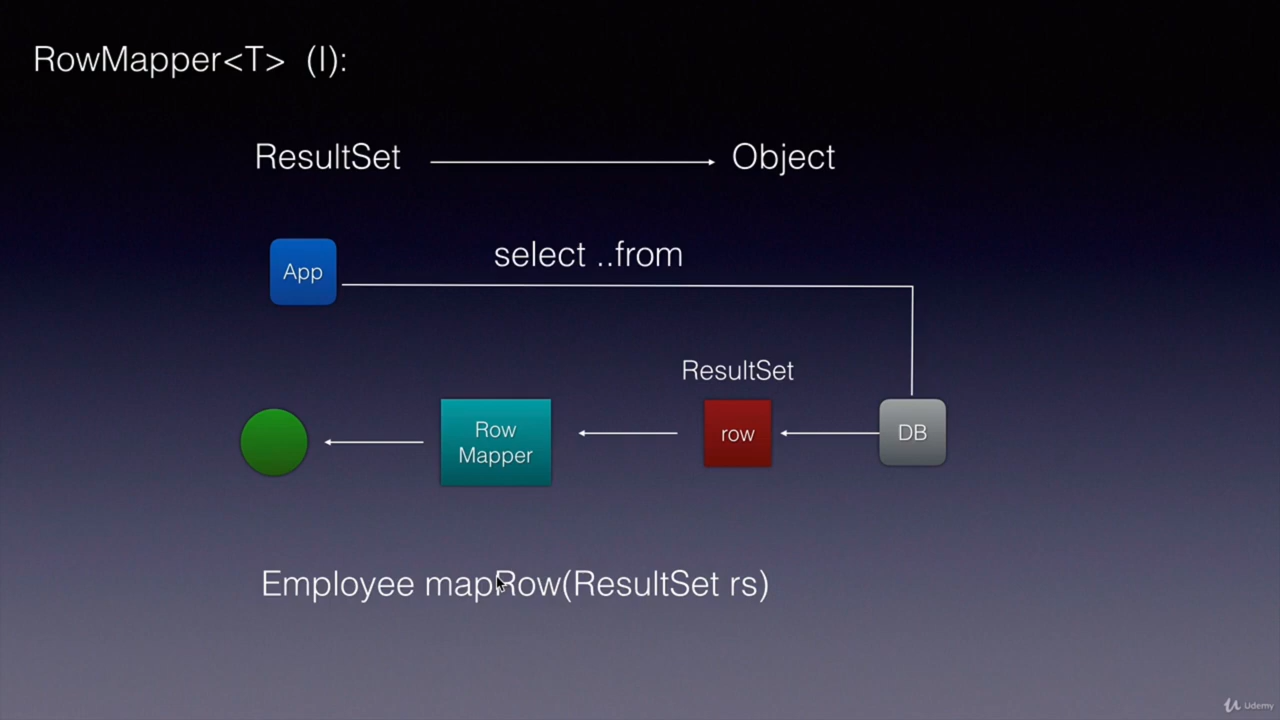 RowMapper<T> (I):
ResultSet
Object
select ..from
App
ResultSet
Row
Mapper
row
DB
Employee mapRow(ResultSet rs)
Udemy